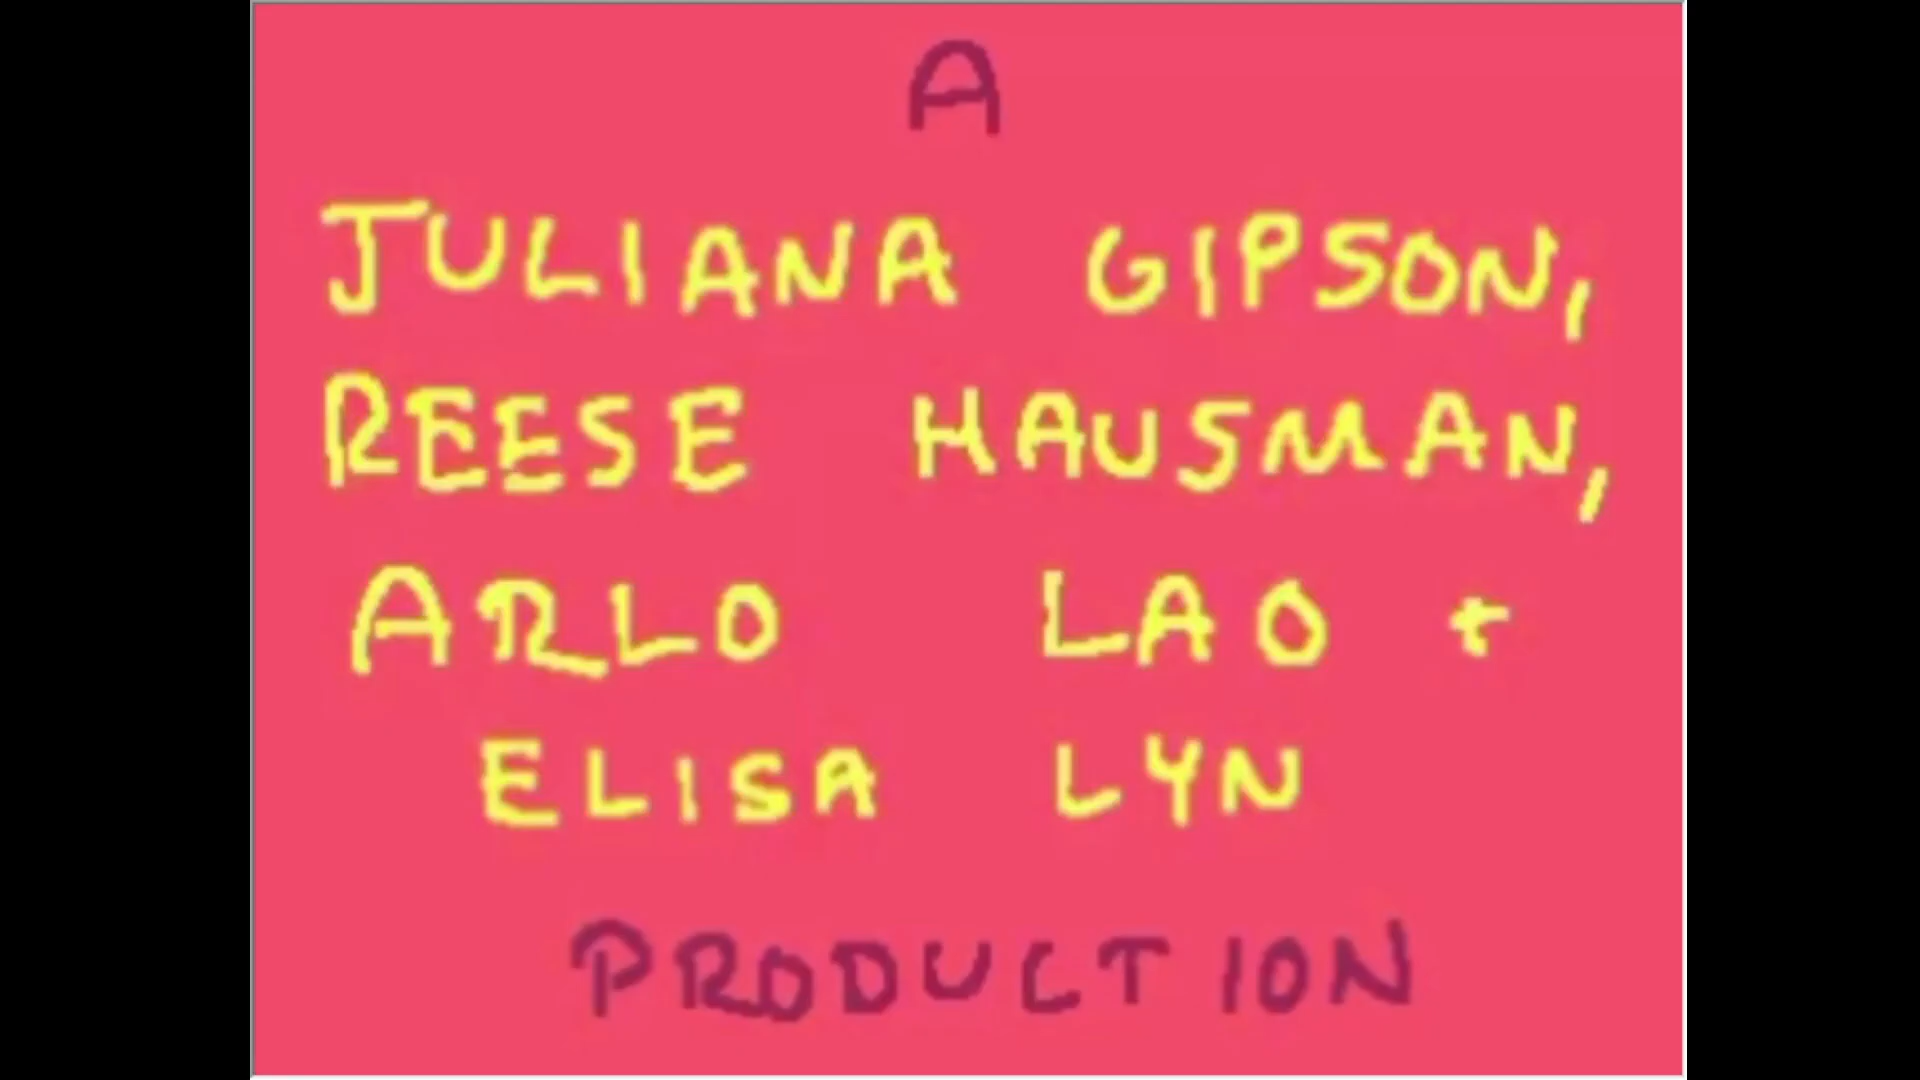 A
JULIANA GIPSON,
REESE HAUSMAN,
ARLO LAO +
ELISA LYN
PRODUCTION